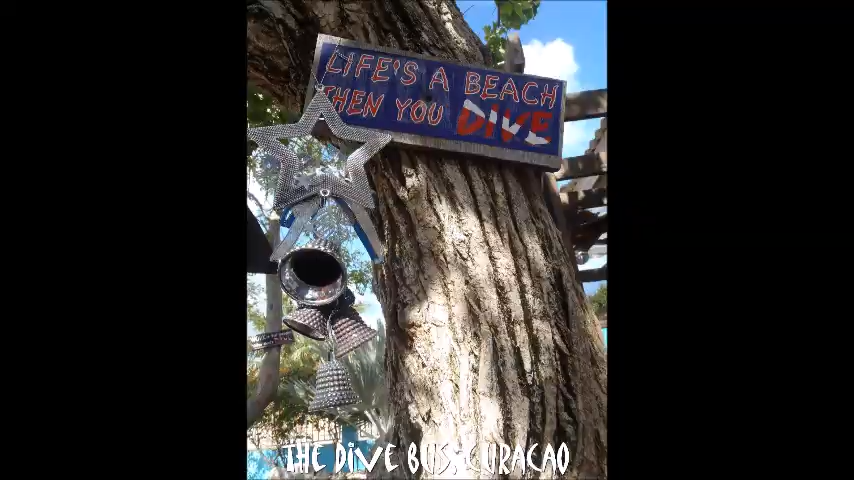 LIFE'S A BEACH
THEN YOU DIVE
THE DIVE BUS, CURACAO